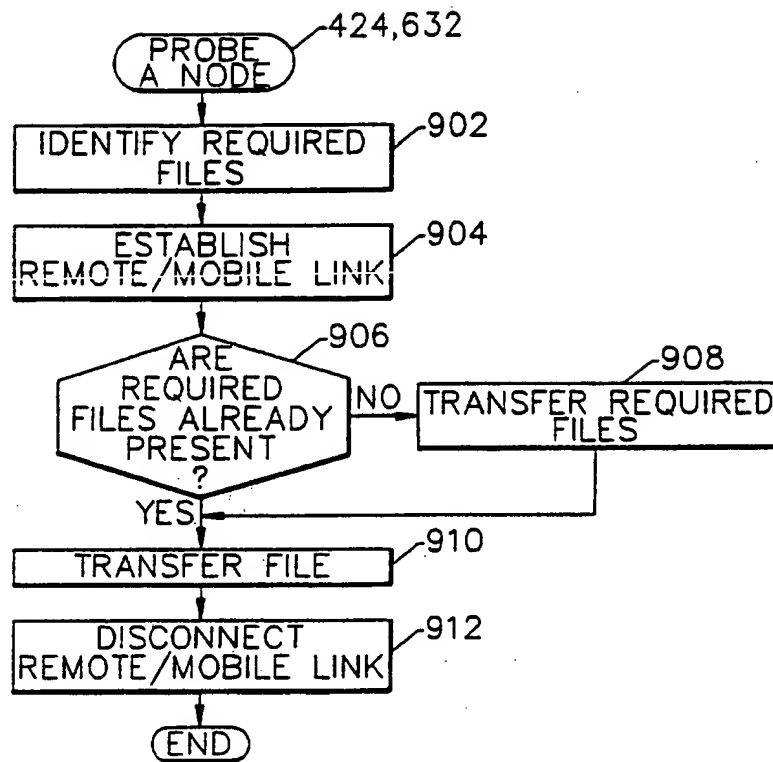 424,632
PROBE
A NODE
902
IDENTIFY REQUIRED
FILES
904
ESTABLISH
REMOTE/MOBILE LINK
906
ARE
REQUIRED
FILES ALREADY
PRESENT
?
NO
908
TRANSFER REQUIRED
FILES
YES
910
TRANSFER FILE
912
DISCONNECT
REMOTE/MOBILE LINK
END